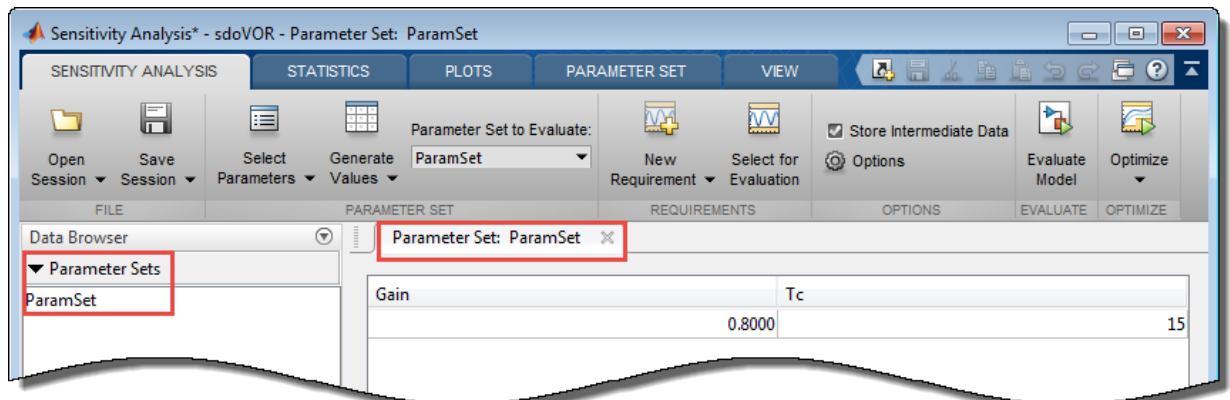 Sensitivity Analysis* - sdoVOR - Parameter Set: ParamSet
SENSITIVITY ANALYSIS STATISTICS PLOTS PARAMETER SET VIEW
Open Session
Save Session
Select Parameters
Generate Values
Parameter Set to Evaluate:
ParamSet
New Requirement
Select for Evaluation
Store Intermediate Data
Options
Evaluate Model
Optimize
FILE PARAMETER SET REQUIREMENTS OPTIONS EVALUATE OPTIMIZE
Data Browser
Parameter Sets
ParamSet
Parameter Set: ParamSet
Gain Tc
0.8000 15